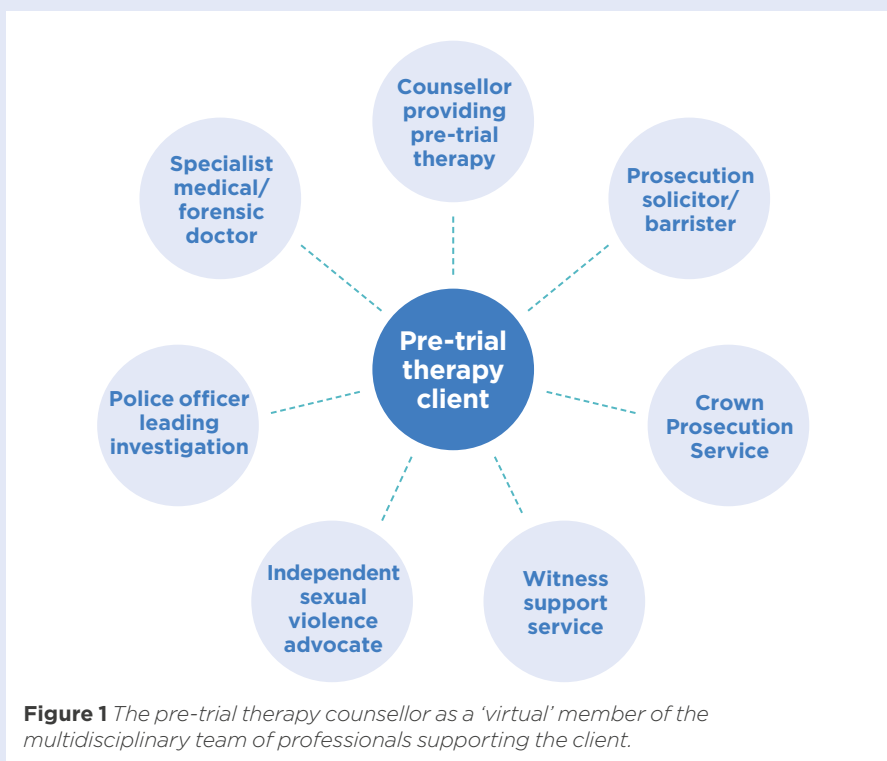 Counsellor
providing
pre-trial
therapy
Prosecution
solicitor/
barrister
Crown
Prosecution
Service
Witness
support
service
Independent
sexual
violence
advocate
Police officer
leading
investigation
Specialist
medical/
forensic
doctor
Pre-trial
therapy
client
Figure 1 The pre-trial therapy counsellor as a ‘virtual’ member of the
multidisciplinary team of professionals supporting the client.